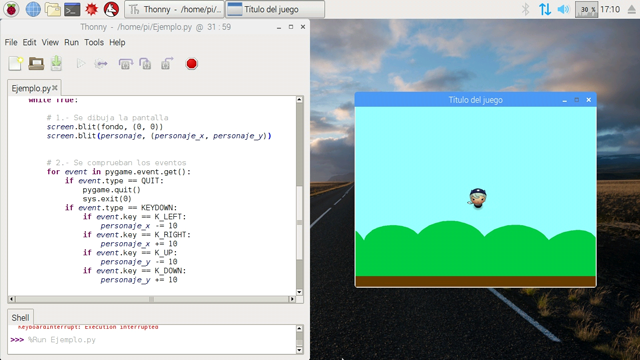 Thonny - /home/pi/...
Titulo del juego
30 %
17:10
Thonny - /home/pi/Ejemplo.py @ 31 : 59
File Edit View Run Tools Help
Ejemplo.py
while True:
# 1.- Se dibuja la pantalla
screen.blit(fondo, (0, 0))
screen.blit(personaje, (personaje_x, personaje_y))
# 2.- Se comprueban los eventos
for event in pygame.event.get():
if event.type == QUIT:
pygame.quit()
sys.exit(0)
if event.type == KEYDOWN:
if event.key == K_LEFT:
personaje_x -= 10
if event.key == K_RIGHT:
personaje_x += 10
if event.key == K_UP:
personaje_y -= 10
if event.key == K_DOWN:
personaje_y += 10
Shell
KeyboardInterrupt: Execution interrupted
>>> %Run Ejemplo.py
Titulo del juego